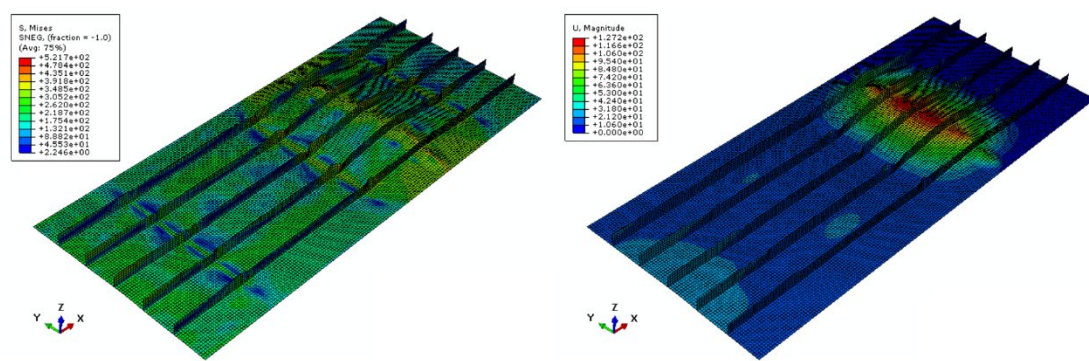 S, Mises
SNEG, (fraction = -1.0)
(Avg: 75%)
+5.217e+02
+4.784e+02
+4.351e+02
+3.918e+02
+3.485e+02
+3.052e+02
+2.620e+02
+2.187e+02
+1.754e+02
+1.321e+02
+8.882e+01
+4.553e+01
+2.246e+00
Y
Z
X
U, Magnitude
+1.272e+02
+1.166e+02
+1.060e+02
+9.540e+01
+8.480e+01
+7.420e+01
+6.360e+01
+5.300e+01
+4.240e+01
+3.180e+01
+2.120e+01
+1.060e+01
+0.000e+00
Y
Z
X